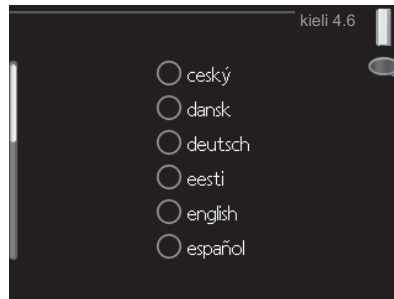 kieli 4.6
ceský
dansk
deutsch
eesti
english
español